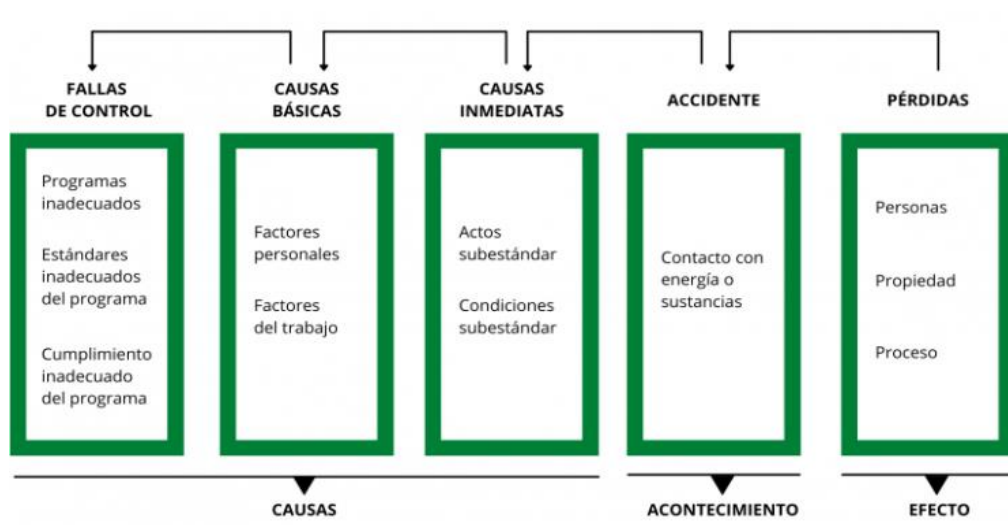 FALLAS
DE CONTROL
CAUSAS
BÁSICAS
CAUSAS
INMEDIATAS
ACCIDENTE
PÉRDIDAS
Programas
inadecuados
Estándares
inadecuados
del programa
Cumplimiento
inadecuado
del programa
Factores
personales
Factores
del trabajo
Actos
subestándar
Condiciones
subestándar
Contacto con
energía o
sustancias
Personas
Propiedad
Proceso
CAUSAS
ACONTECIMIENTO
EFECTO